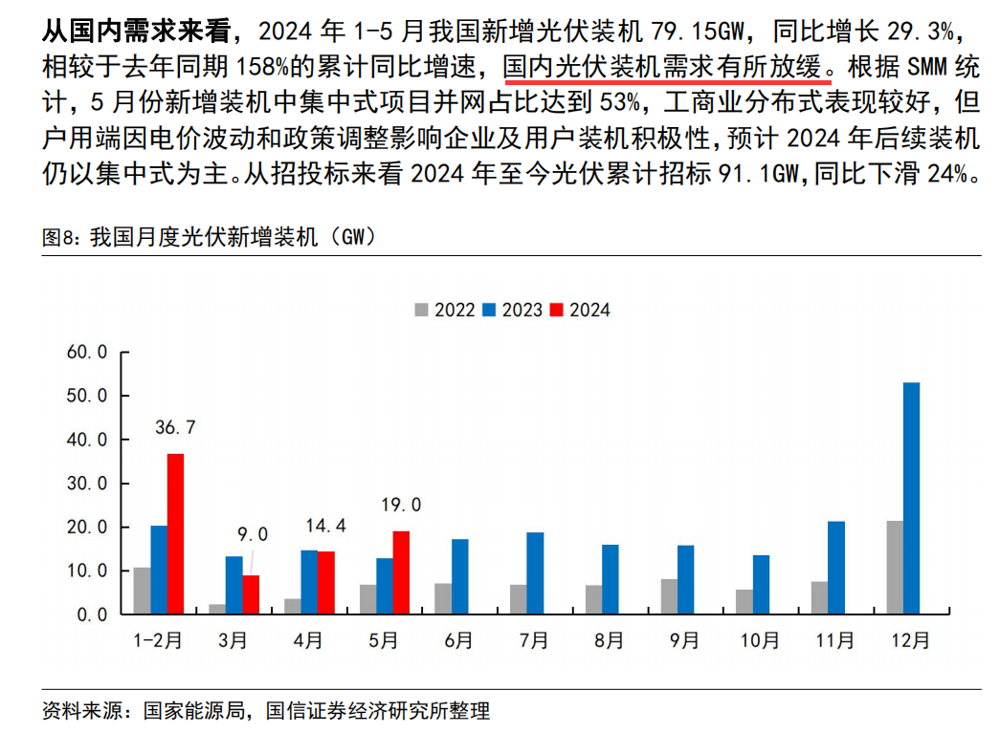 从国内需求来看，2024 年 1-5 月我国新增光伏装机 79.15GW，同比增长 29.3%，
相较于去年同期 158%的累计同比增速，国内光伏装机需求有所放缓。根据 SMM 统
计，5 月份新增装机中集中式项目并网占比达到 53%，工商业分布式表现较好，但
户用端因电价波动和政策调整影响企业及用户装机积极性，预计 2024 年后续装机
仍以集中式为主。从招投标来看 2024 年至今光伏累计招标 91.1GW，同比下滑 24%。
图8：我国月度光伏新增装机（GW）
2022 2023 2024
60.0
50.0
40.0
30.0
20.0
10.0
0.0
36.7
9.0
14.4
19.0
1-2月 3月 4月 5月 6月 7月 8月 9月 10月 11月 12月
资料来源：国家能源局，国信证券经济研究所整理